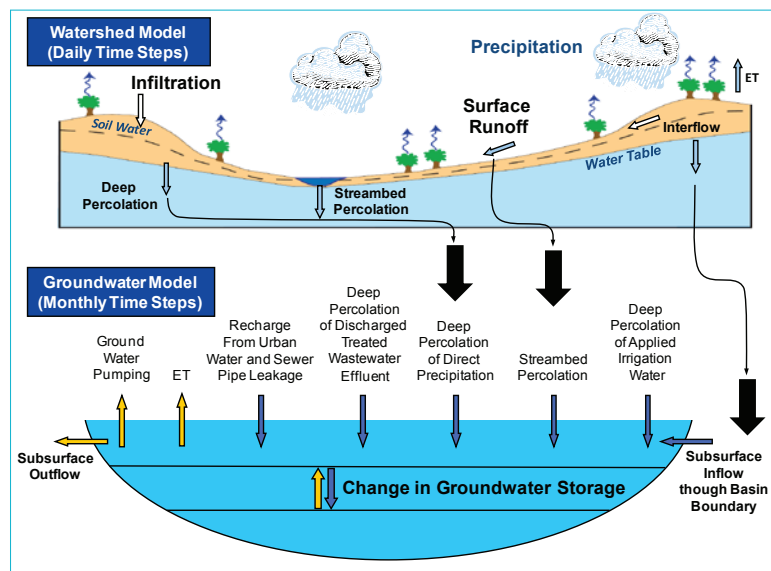 Watershed Model
(Daily Time Steps)
Precipitation
ET
Infiltration
Soil Water
Surface
Runoff
Interflow
Water Table
Deep
Percolation
Streambed
Percolation
Groundwater Model
(Monthly Time Steps)
Ground
Water
Pumping
ET
Recharge
From Urban
Water and Sewer
Pipe Leakage
Deep
Percolation
of Discharged
Treated
Wastewater
Effluent
Deep
Percolation
of Direct
Precipitation
Streambed
Percolation
Deep
Percolation
of Applied
Irrigation
Water
Subsurface
Outflow
Change in Groundwater Storage
Subsurface
Inflow
though Basin
Boundary